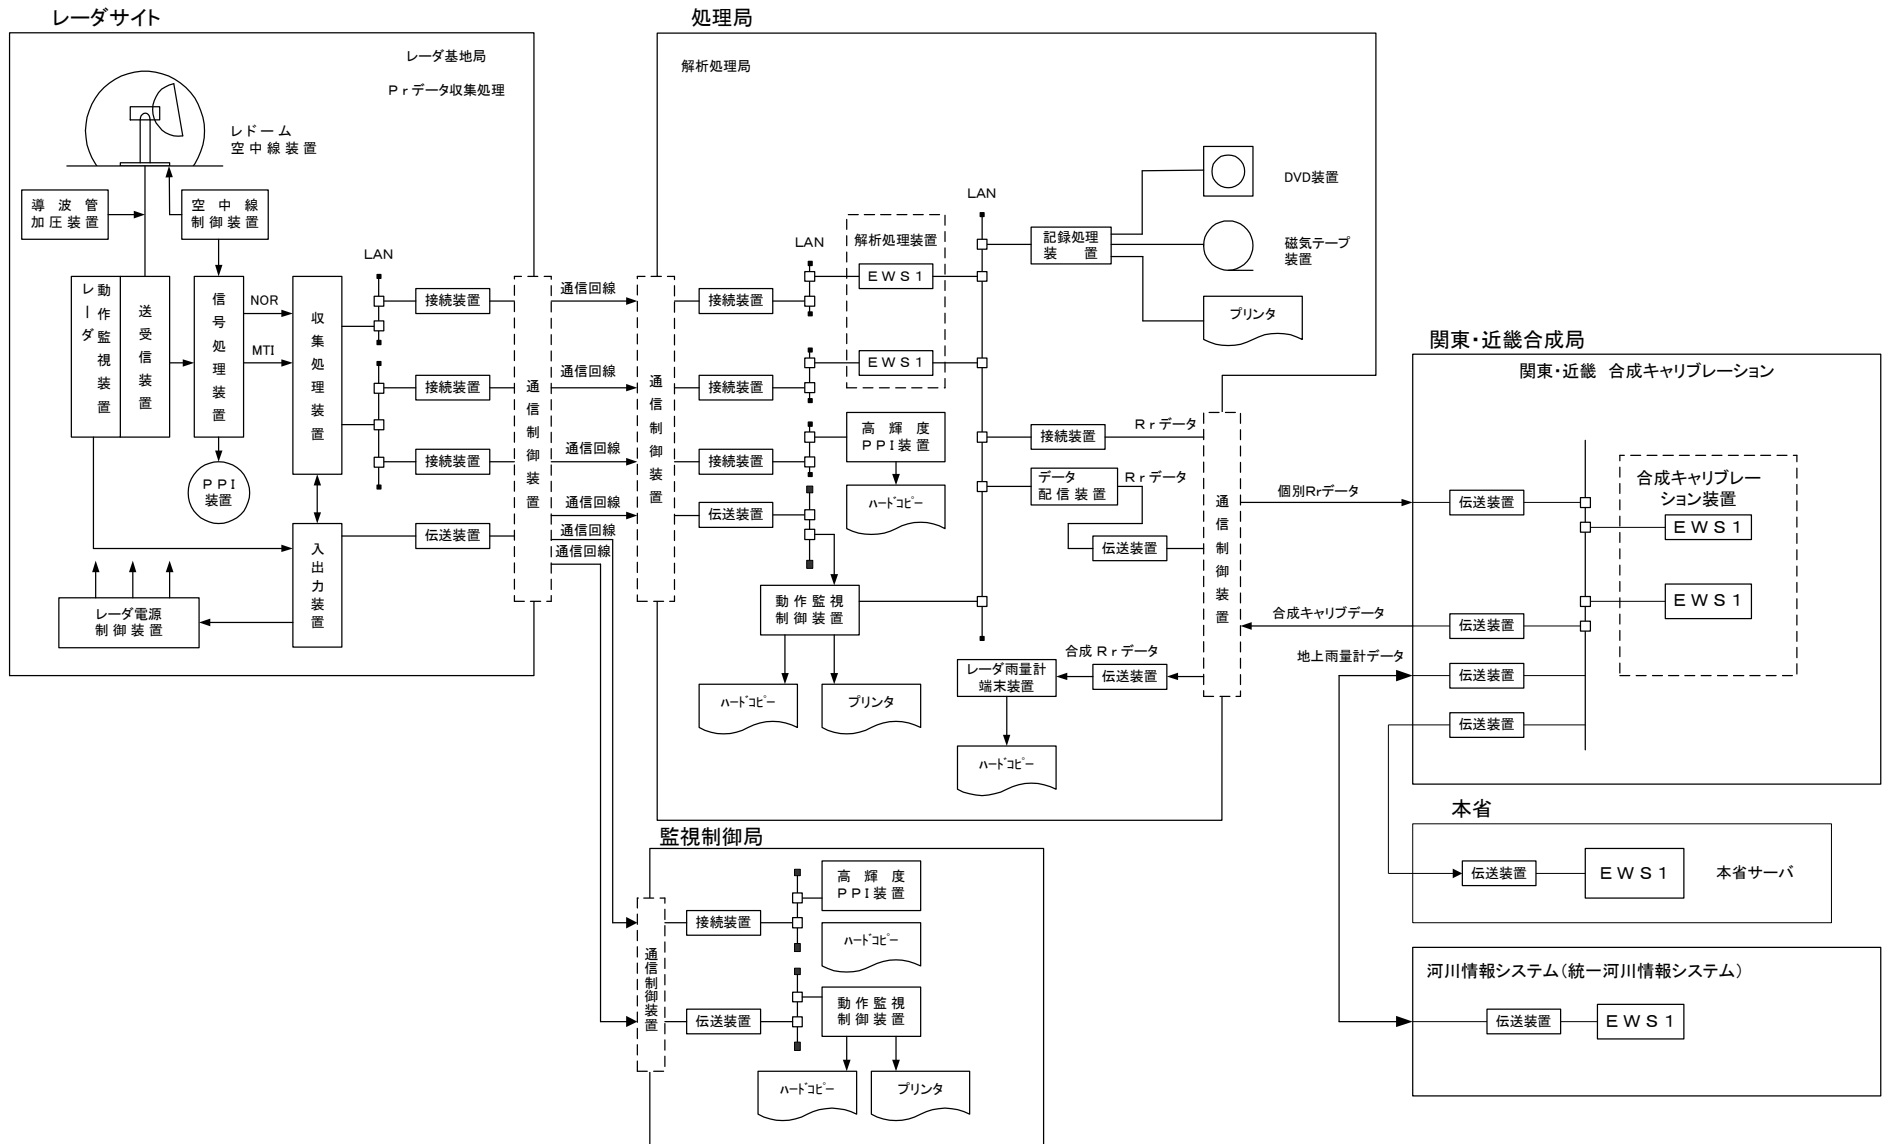 レーダサイト
レーダ基地局
Ｐｒデータ収集処理
レドーム
空中線装置
導波管
加圧装置
空中線
制御装置
レーダ
動作監視装置
送受信装置
信号処理装置
NOR
MTI
収集処理装置
LAN
接続装置
接続装置
接続装置
伝送装置
ＰＰＩ
装置
入出力装置
レーダ電源
制御装置
通信制御装置
通信回線
通信回線
通信回線
通信回線
通信回線
通信回線
処理局
解析処理局
通信制御装置
接続装置
接続装置
接続装置
伝送装置
LAN
解析処理装置
ＥＷＳ１
ＥＷＳ１
高輝度
ＰＰＩ装置
ハードコピー
動作監視
制御装置
ハードコピー
プリンタ
LAN
記録処理
装置
DVD装置
磁気テープ
装置
プリンタ
接続装置
Ｒｒデータ
データ
配信装置
Ｒｒデータ
伝送装置
通信制御装置
合成Ｒｒデータ
伝送装置
レーダ雨量計
端末装置
ハードコピー
個別Rrデータ
合成キャリブデータ
地上雨量計データ
関東・近畿合成局
関東・近畿 合成キャリブレーション
伝送装置
伝送装置
伝送装置
伝送装置
合成キャリブレー
ション装置
ＥＷＳ１
ＥＷＳ１
本省
伝送装置
ＥＷＳ１
本省サーバ
河川情報システム(統一河川情報システム)
伝送装置
ＥＷＳ１
監視制御局
通信制御装置
接続装置
伝送装置
高輝度
ＰＰＩ装置
ハードコピー
動作監視
制御装置
ハードコピー
プリンタ